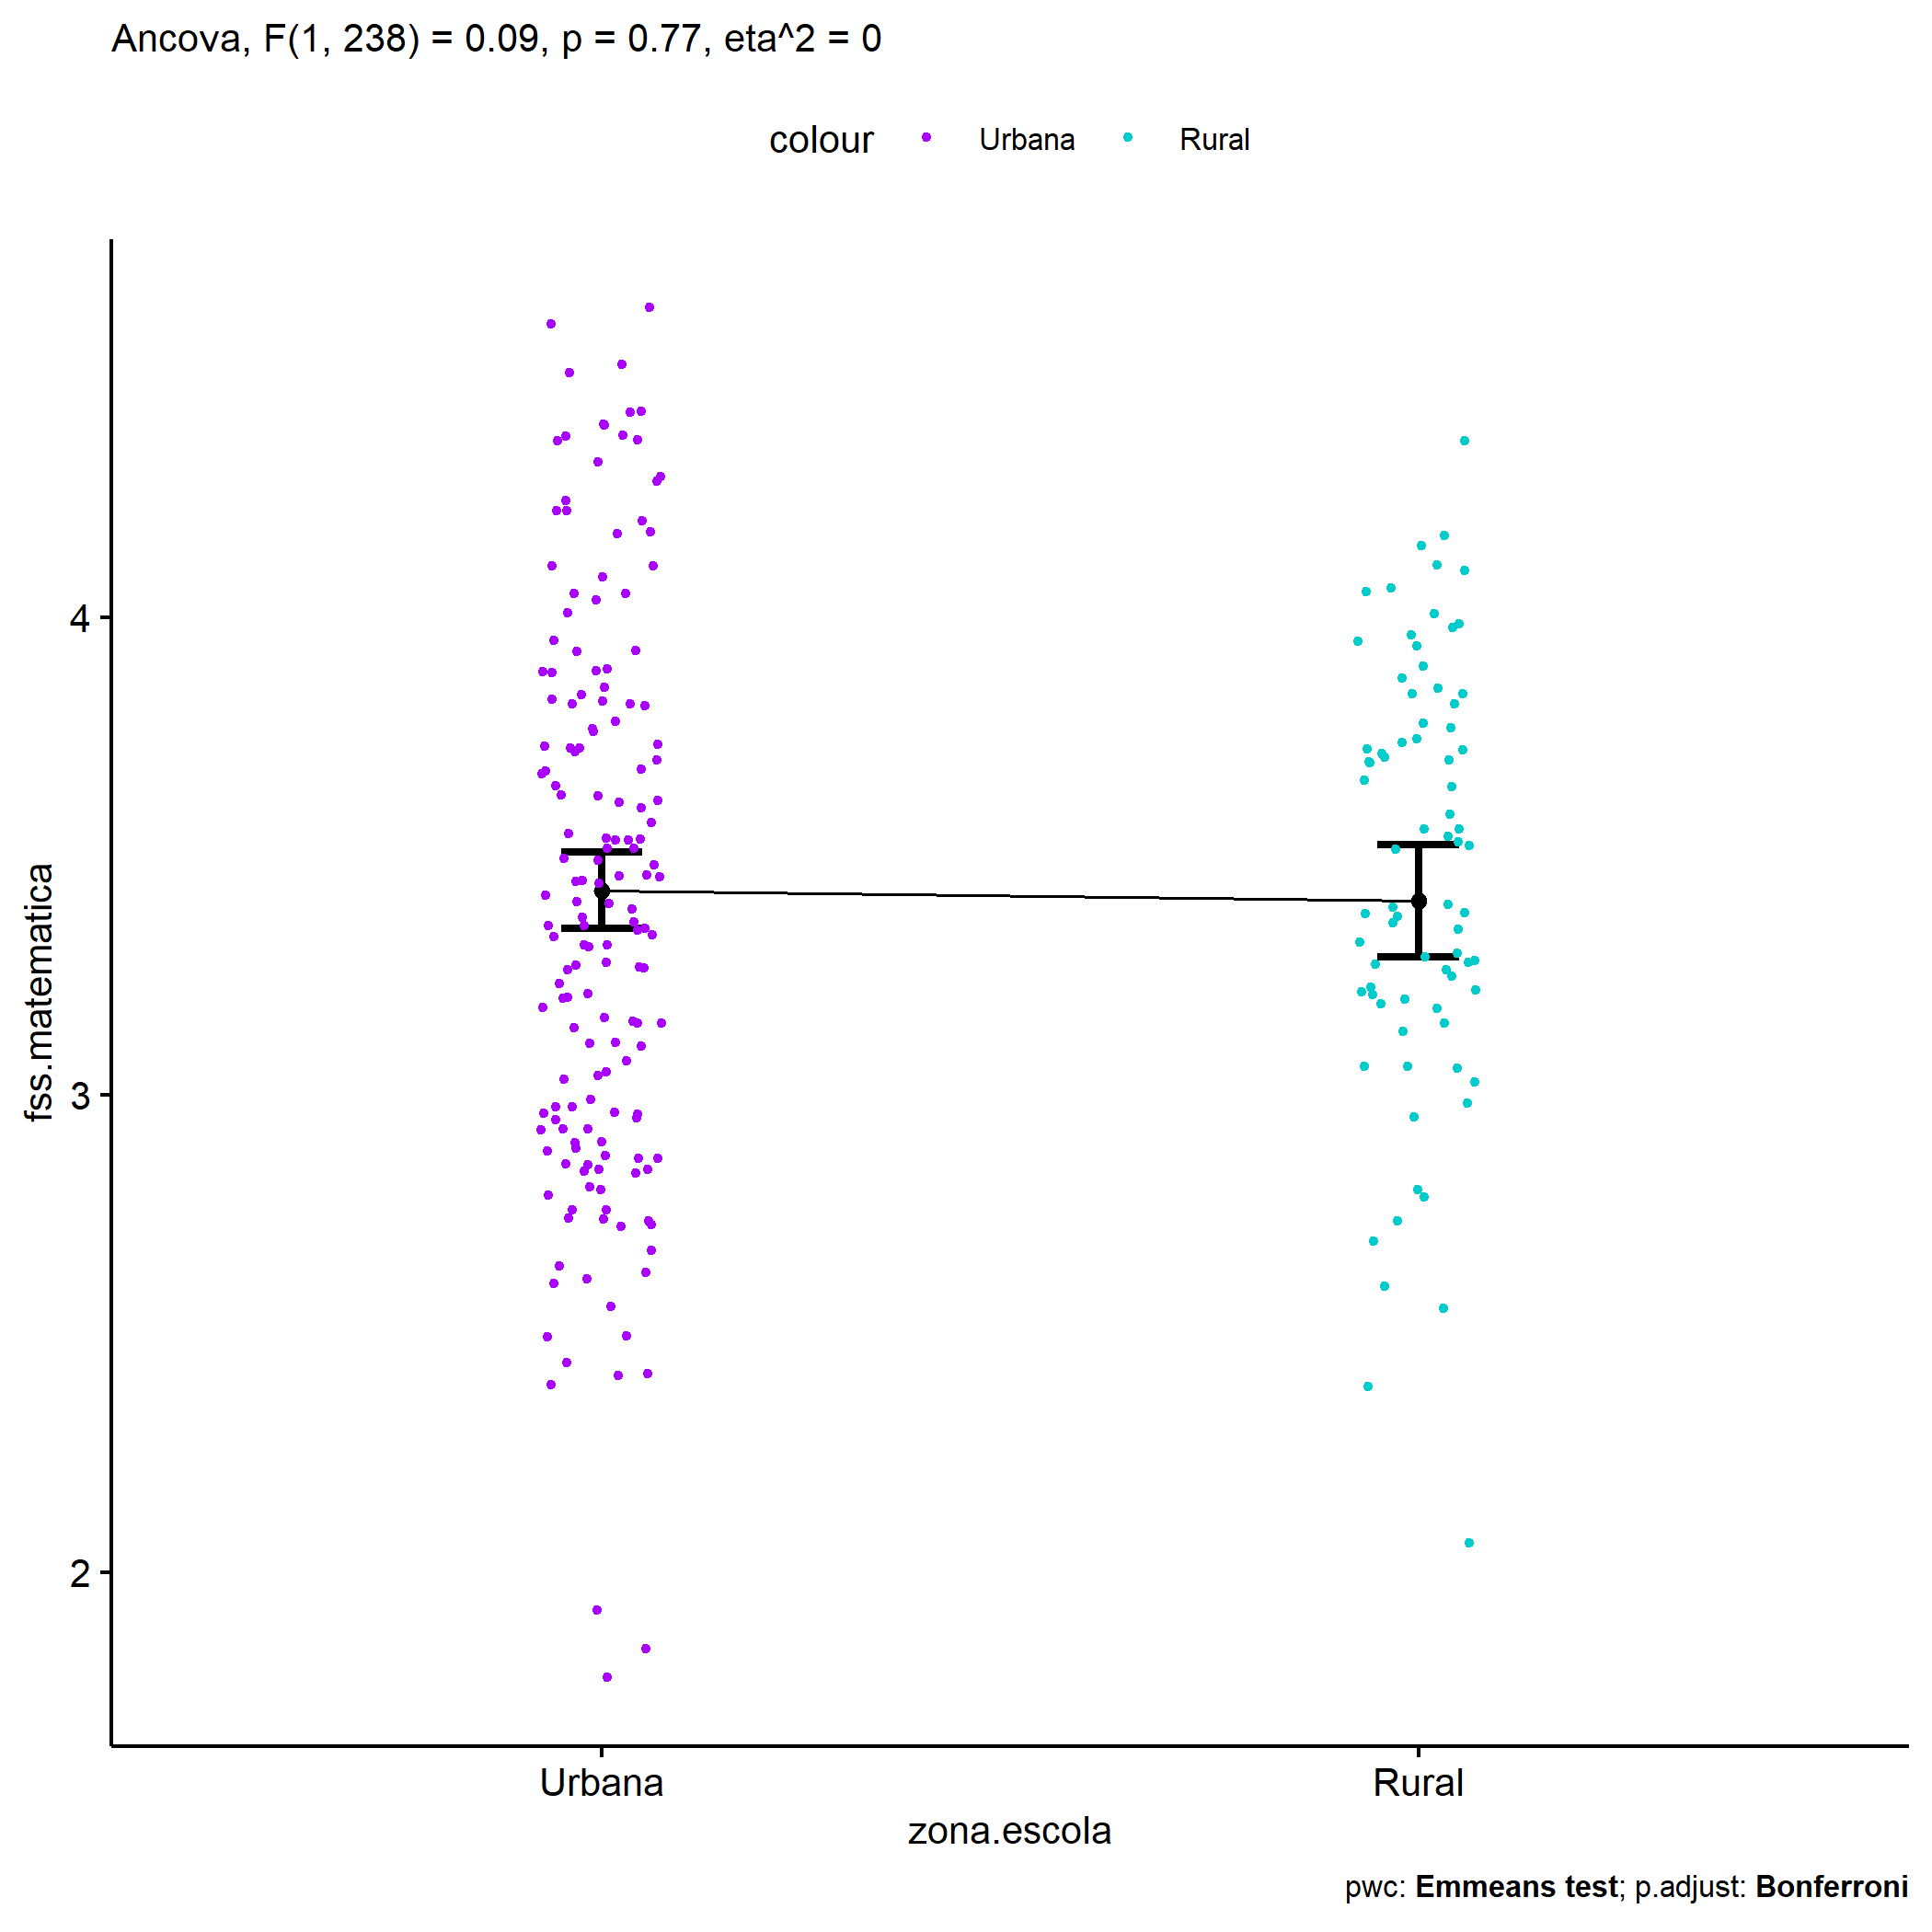 Ancova, F(1, 238) = 0.09, p = 0.77, eta^2 = 0
colour Urbana Rural
fss.matematica
4
3
2
Urbana Rural
zona.escola
pwc: Emmeans test; p.adjust: Bonferroni